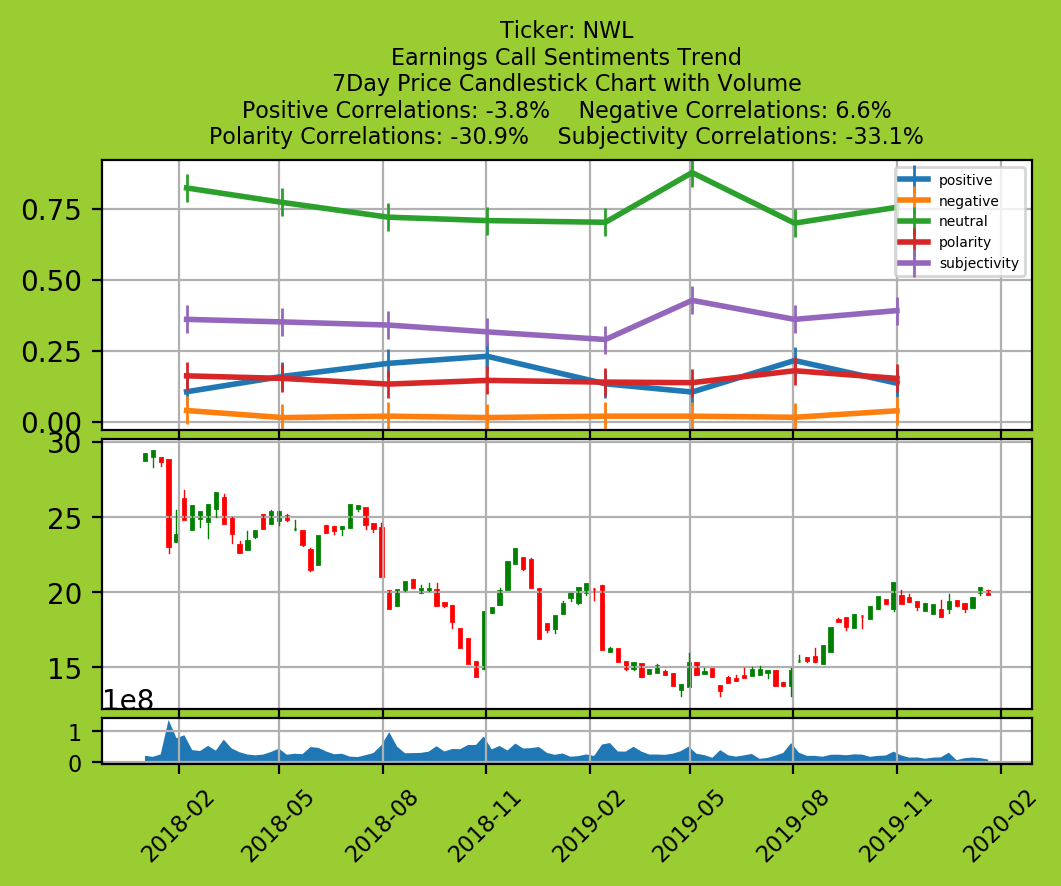 Ticker: NWL
Earnings Call Sentiments Trend
7Day Price Candlestick Chart with Volume
Positive Correlations: -3.8%    Negative Correlations: 6.6%
Polarity Correlations: -30.9%    Subjectivity Correlations: -33.1%
positive
negative
neutral
polarity
subjectivity
0.75
0.50
0.25
0.00
30
25
20
15
1e8
1
0
2018-02
2018-05
2018-08
2018-11
2019-02
2019-05
2019-08
2019-11
2020-02